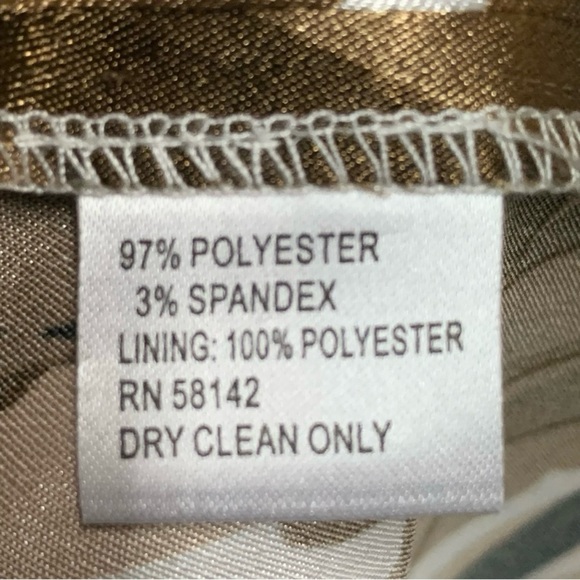 97% POLYESTER
3% SPANDEX
LINING: 100% POLYESTER
RN 58142
DRY CLEAN ONLY